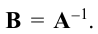 𝐁 = 𝐀⁻¹.